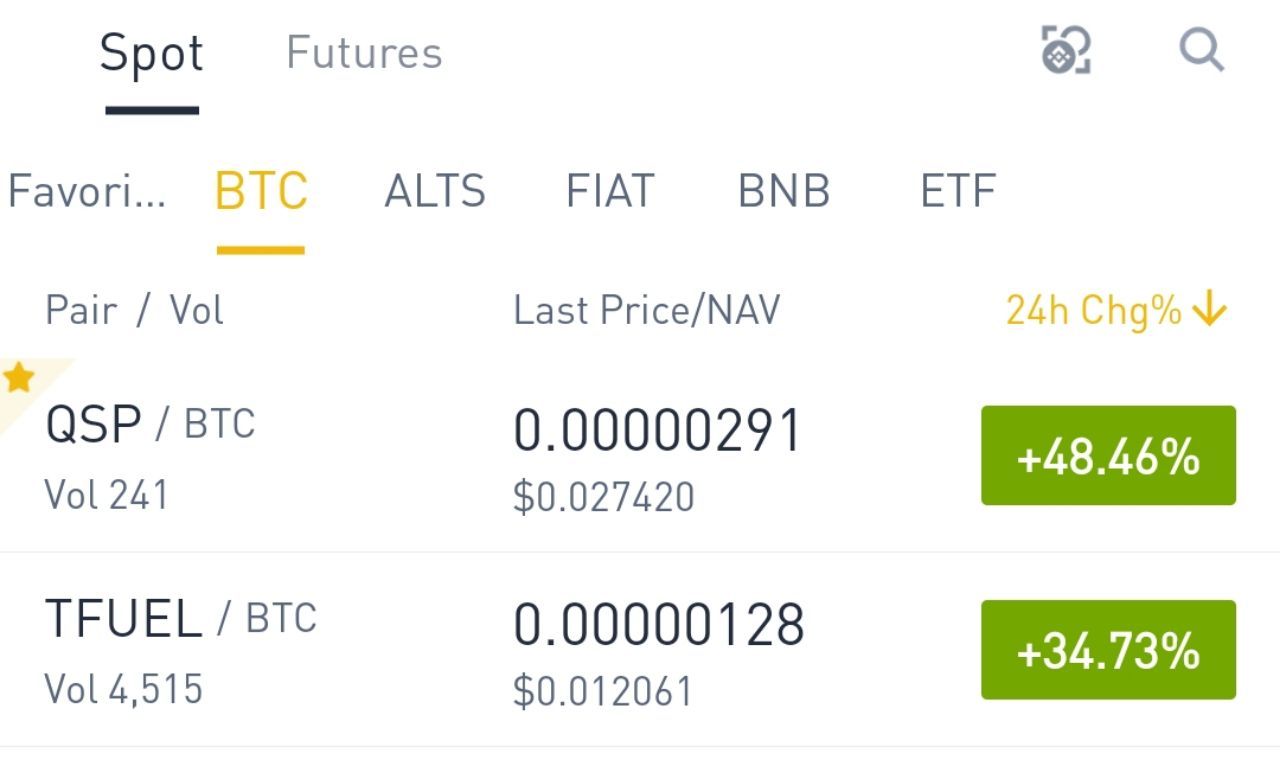 Spot Futures
Favori... BTC ALTS FIAT BNB ETF
Pair / Vol Last Price/NAV 24h Chg%↓
QSP / BTC 0.00000291 +48.46%
Vol 241 $0.027420
TFUEL / BTC 0.00000128 +34.73%
Vol 4,515 $0.012061